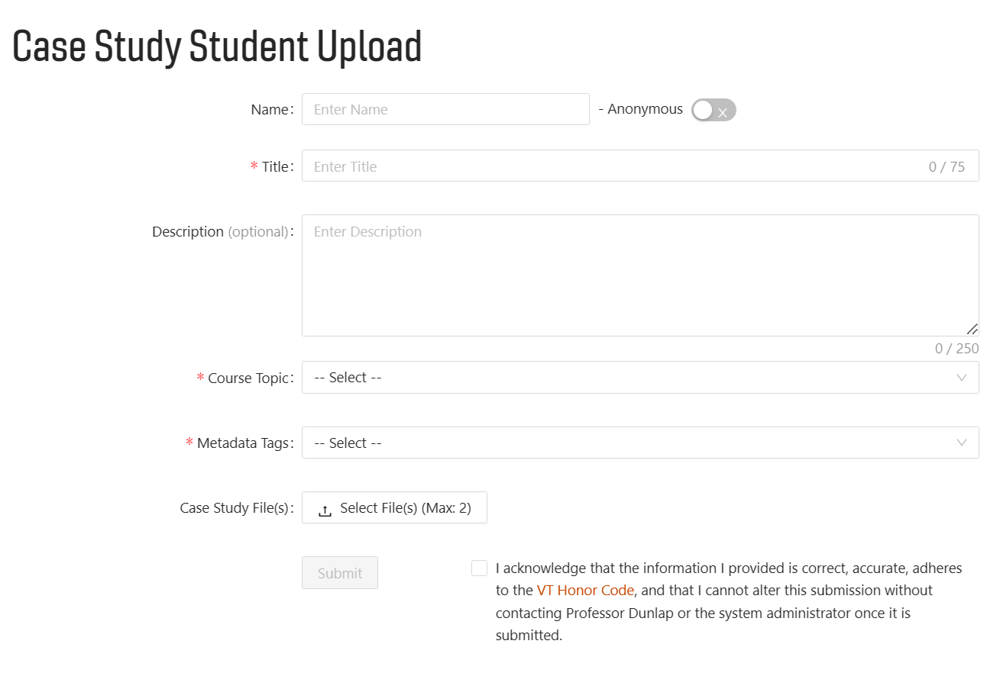 Case Study Student Upload
Name: Enter Name - Anonymous
* Title: Enter Title 0 / 75
Description (optional): Enter Description
0 / 250
* Course Topic: -- Select --
* Metadata Tags: -- Select --
Case Study File(s): Select File(s) (Max: 2)
Submit
I acknowledge that the information I provided is correct, accurate, adheres
to the VT Honor Code, and that I cannot alter this submission without
contacting Professor Dunlap or the system administrator once it is
submitted.